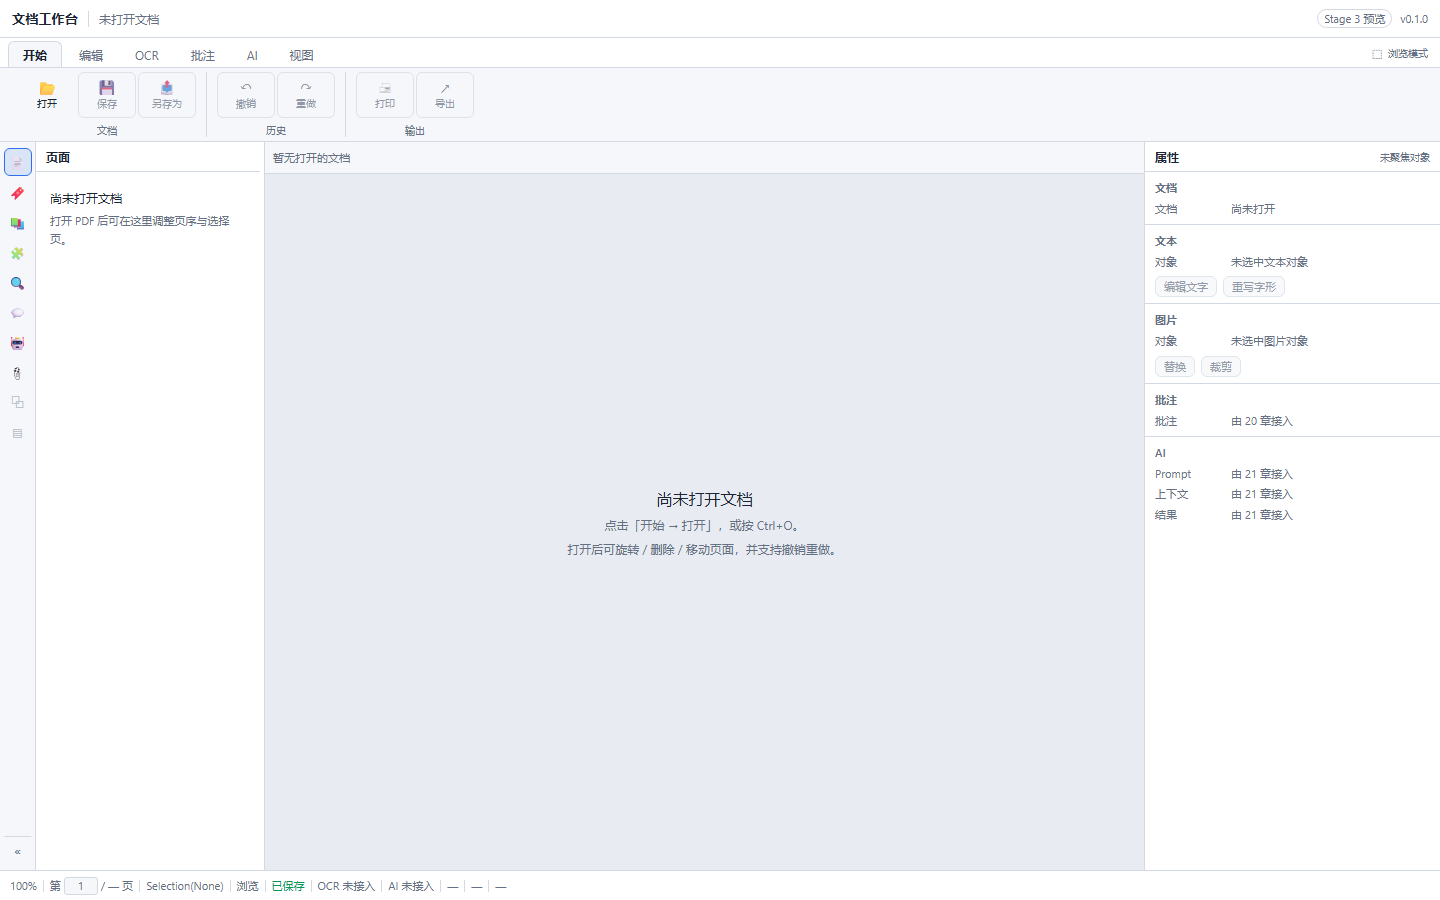 文档工作台 未打开文档 Stage 3 预览 v0.1.0
开始 编辑 OCR 批注 AI 视图 浏览模式
打开 保存 另存为 撤销 重做 打印 导出
文档 历史 输出
页面
尚未打开文档
打开 PDF 后可在这里调整页序与选择
页。
暂无打开的文档
尚未打开文档
点击「开始 → 打开」，或按 Ctrl+O。
打开后可旋转 / 删除 / 移动页面，并支持撤销重做。
属性 未聚焦对象
文档
文档 尚未打开
文本
对象 未选中文本对象
编辑文字 重写字形
图片
对象 未选中图片对象
替换 裁剪
批注
批注 由 20 章接入
AI
Prompt 由 21 章接入
上下文 由 21 章接入
结果 由 21 章接入
«
100% 第 1 / — 页 Selection(None) 浏览 已保存 OCR 未接入 AI 未接入 — — —